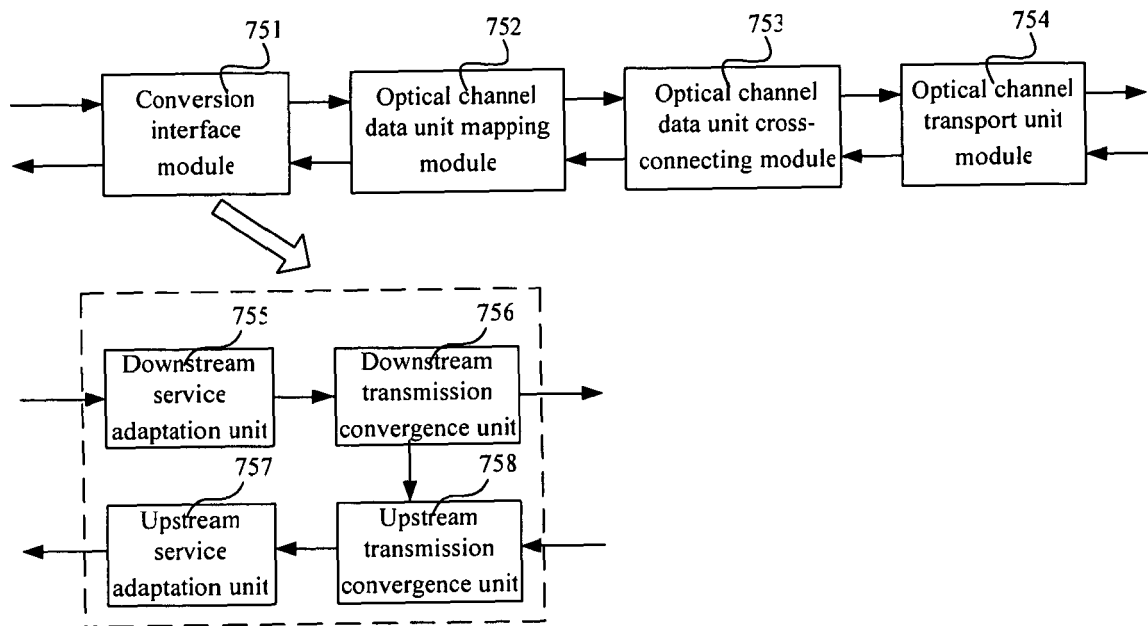 751
752
753
754
Conversion
interface
module
Optical channel
data unit mapping
module
Optical channel
data unit cross-
connecting module
Optical channel
transport unit
module
755
756
Downstream
service
adaptation unit
Downstream
transmission
convergence unit
757
758
Upstream
service
adaptation unit
Upstream
transmission
convergence unit